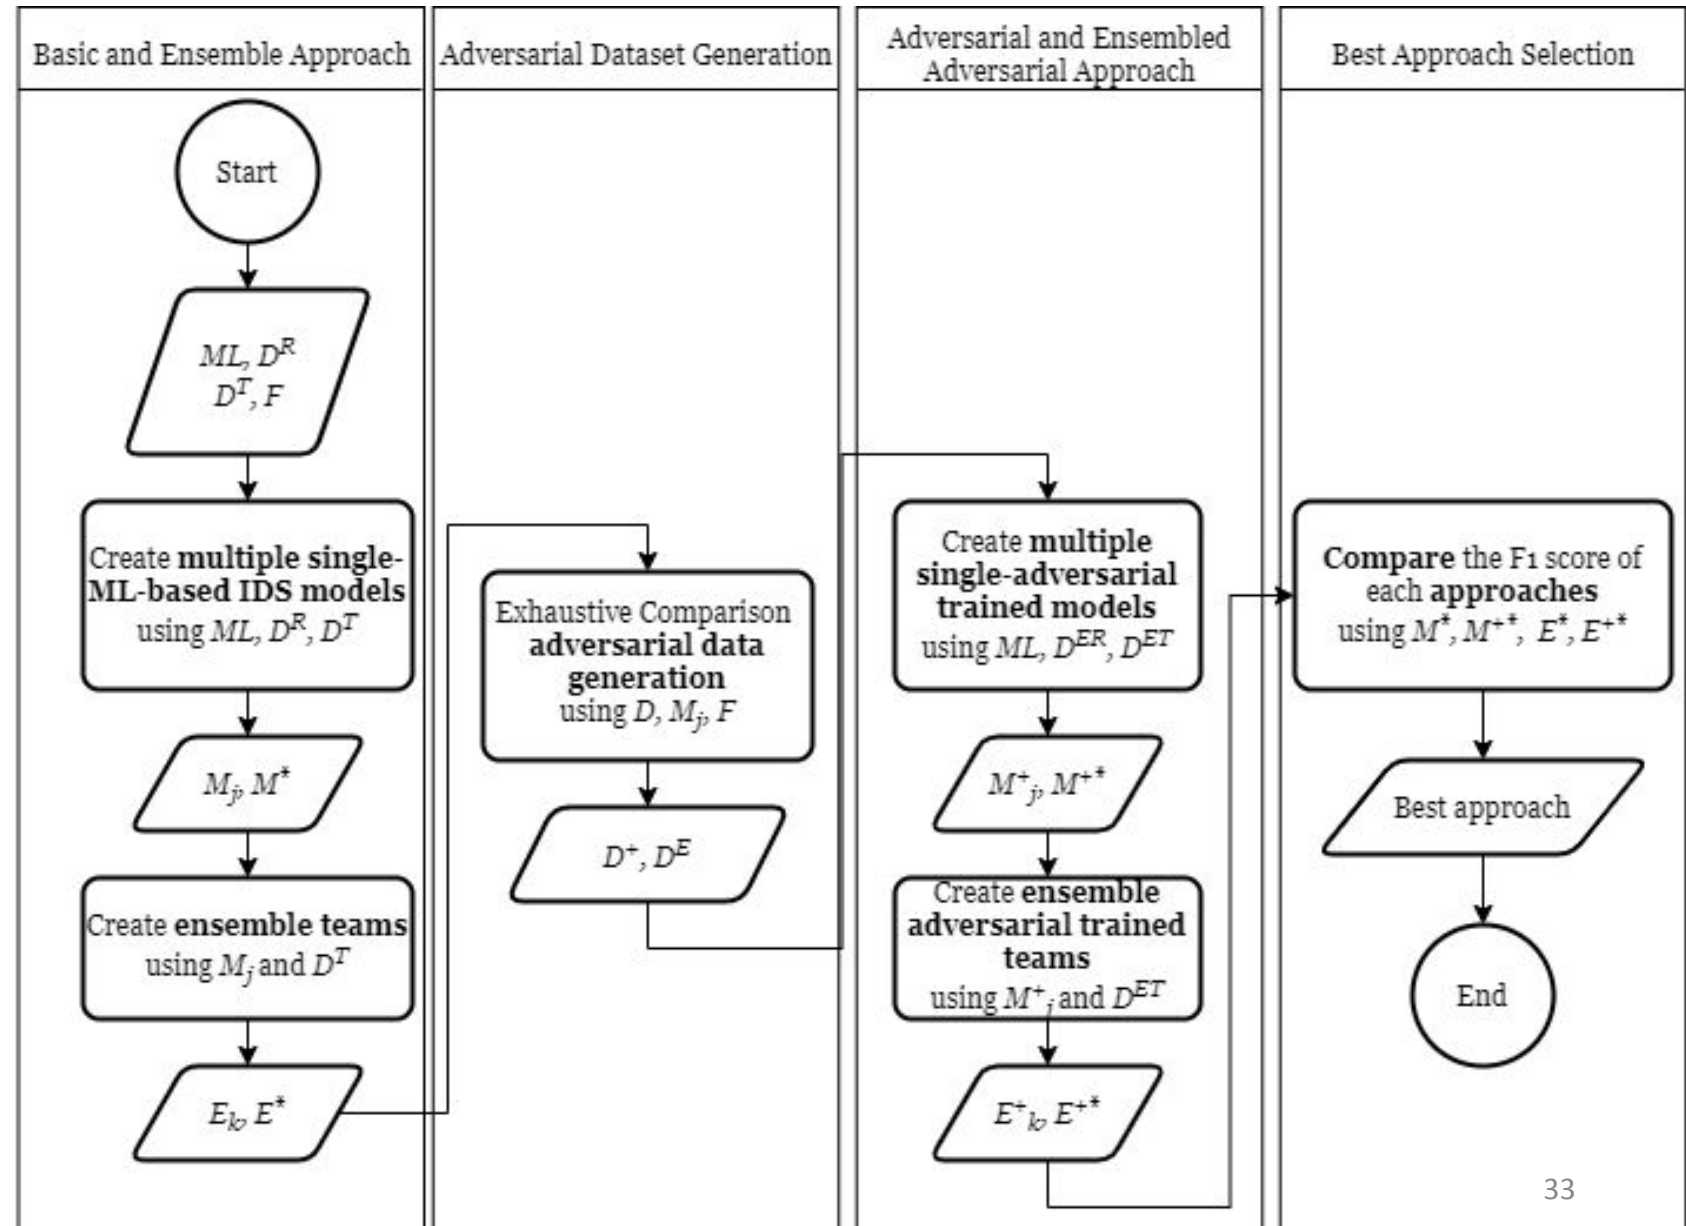 Basic and Ensemble Approach
Start
ML, D^R
D^T, F
Create multiple single-
ML-based IDS models
using ML, D^R, D^T
M_j, M^*
Create ensemble teams
using M_j and D^T
E_k, E^*
Adversarial Dataset Generation
Exhaustive Comparison
adversarial data
generation
using D, M_j, F
D^+, D^E
Adversarial and Ensembled
Adversarial Approach
Create multiple
single-adversarial
trained models
using ML, D^{ER}, D^{ET}
M^+_j, M^{+*}
Create ensemble
adversarial trained
teams
using M^+_j and D^{ET}
E^+_k, E^{+*}
Best Approach Selection
Compare the F1 score of
each approaches
using M^*, M^{+*}, E^*, E^{+*}
Best approach
End
33